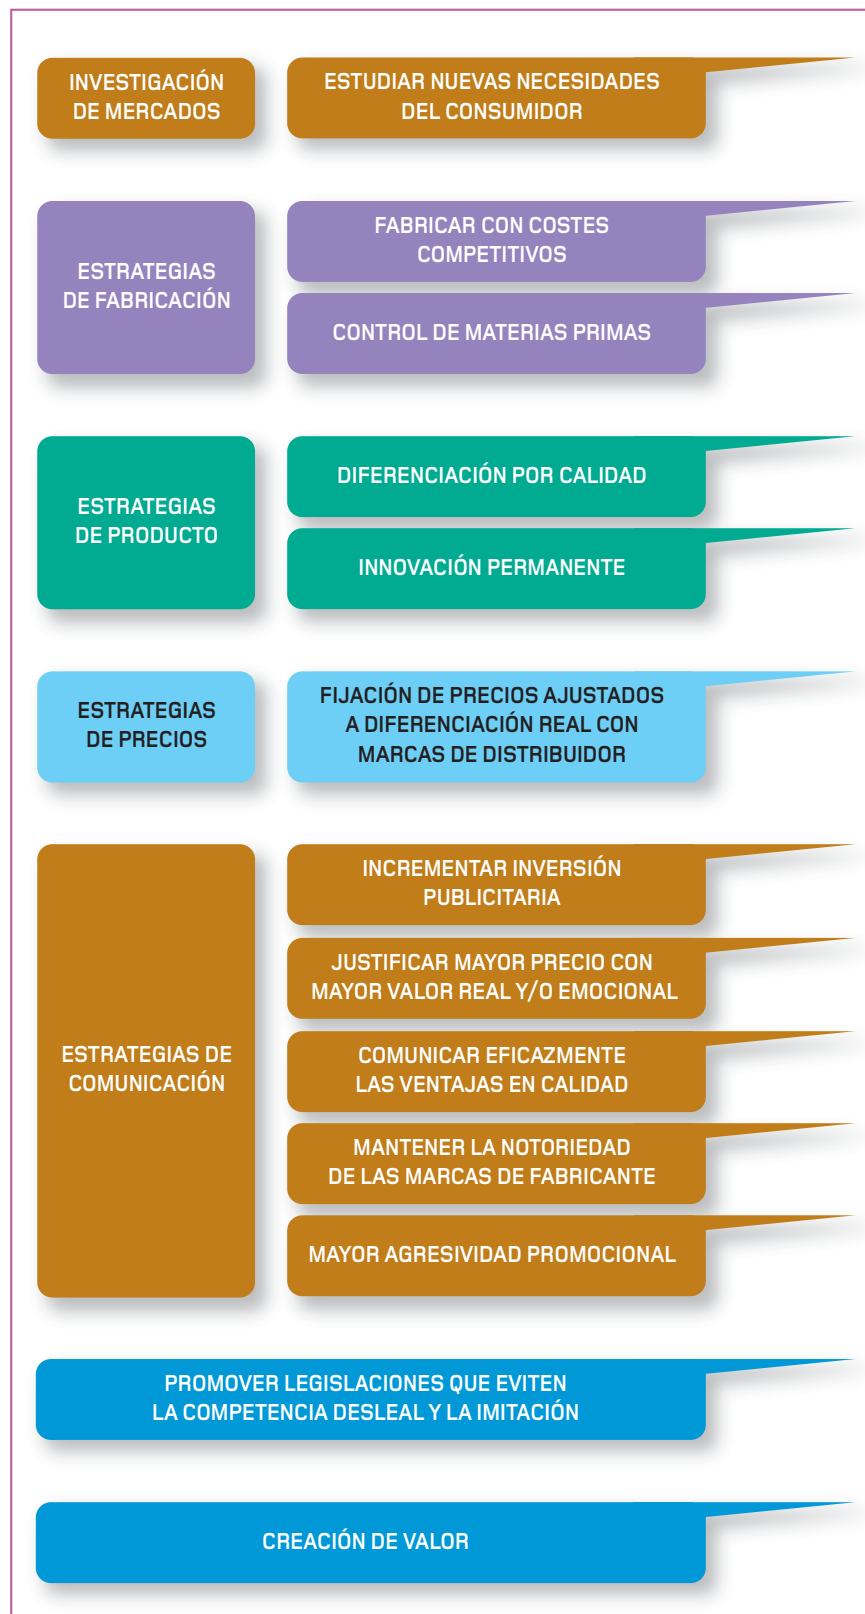 INVESTIGACIÓN
DE MERCADOS
ESTUDIAR NUEVAS NECESIDADES
DEL CONSUMIDOR
ESTRATEGIAS
DE FABRICACIÓN
FABRICAR CON COSTES
COMPETITIVOS
CONTROL DE MATERIAS PRIMAS
ESTRATEGIAS
DE PRODUCTO
DIFERENCIACIÓN POR CALIDAD
INNOVACIÓN PERMANENTE
ESTRATEGIAS
DE PRECIOS
FIJACIÓN DE PRECIOS AJUSTADOS
A DIFERENCIACIÓN REAL CON
MARCAS DE DISTRIBUIDOR
ESTRATEGIAS DE
COMUNICACIÓN
INCREMENTAR INVERSIÓN
PUBLICITARIA
JUSTIFICAR MAYOR PRECIO CON
MAYOR VALOR REAL Y/O EMOCIONAL
COMUNICAR EFICAZMENTE
LAS VENTAJAS EN CALIDAD
MANTENER LA NOTORIEDAD
DE LAS MARCAS DE FABRICANTE
MAYOR AGRESIVIDAD PROMOCIONAL
PROMOVER LEGISLACIONES QUE EVITEN
LA COMPETENCIA DESLEAL Y LA IMITACIÓN
CREACIÓN DE VALOR